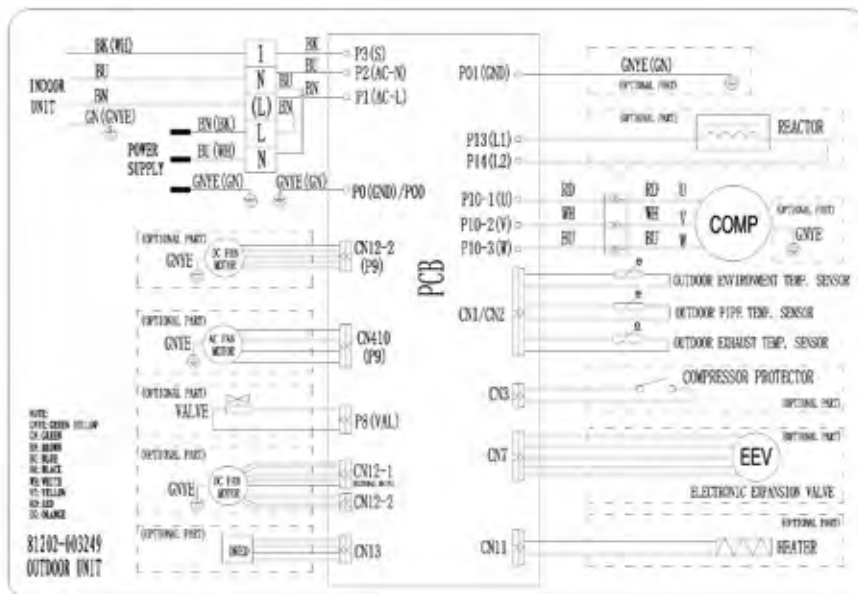 BK(WH)
BU
INDOOR
UNIT
BN
GN(GNYE)
BN(BK)
POWER
SUPPLY
BU(WH)
GNYE(GN)
GNYE(GN)
I
N
(L)
L
N
BK
BU
BU
BN
BN
P3(S)
P2(AC-N)
P1(AC-L)
P0(GND)/P00
(OPTIONAL PART)
GNYE
DC FAN
MOTOR
CN12-2
(P9)
(OPTIONAL PART)
GNYE
AC FAN
MOTOR
CN410
(P9)
(OPTIONAL PART)
VALVE
P8(VAL)
(OPTIONAL PART)
GNYE
DC FAN
MOTOR
CN12-1
CN12-2
(OPTIONAL PART)
DRED
CN13
NOTE:
GNYE:GREEN YELLOW
GN:GREEN
BN:BROWN
BU:BLUE
BK:BLACK
WH:WHITE
YE:YELLOW
RD:RED
OG:ORANGE
81202-003249
OUTDOOR UNIT
PCB
P01(GND)
GNYE(GN)
(OPTIONAL PART)
P13(L1)
P14(L2)
(OPTIONAL PART)
REACTOR
P10-1(U)
P10-2(V)
P10-3(W)
RD
WH
BU
RD
WH
BU
U
V
W
COMP
(OPTIONAL PART)
GNYE
CN1/CN2
OUTDOOR ENVIRONMENT TEMP. SENSOR
OUTDOOR PIPE TEMP. SENSOR
OUTDOOR EXHAUST TEMP. SENSOR
CN3
COMPRESSOR PROTECTOR
(OPTIONAL PART)
CN7
(OPTIONAL PART)
EEV
ELECTRONIC EXPANSION VALVE
CN11
(OPTIONAL PART)
HEATER